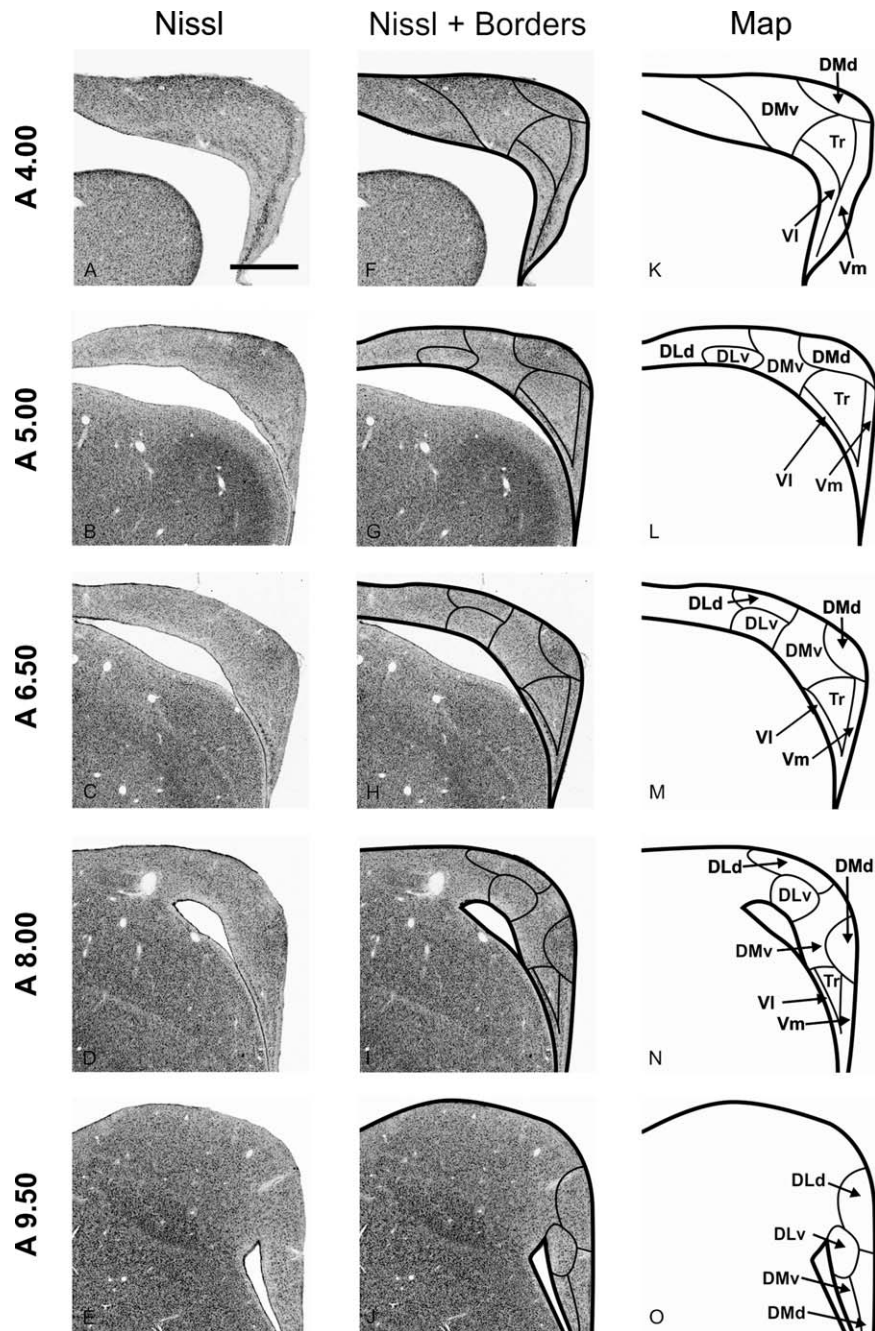 Nissl
Nissl + Borders
Map
A 4.00
A
F
DMd
DMv
Tr
Vl
Vm
K
A 5.00
B
G
DLd
DLv
DMv
DMd
Tr
Vl
Vm
L
A 6.50
C
H
DLd
DLv
DMd
DMv
Tr
Vl
Vm
M
A 8.00
D
I
DLd
DMd
DLv
DMv
Tr
Vl
Vm
N
A 9.50
E
J
DLd
DLv
DMv
DMd
O